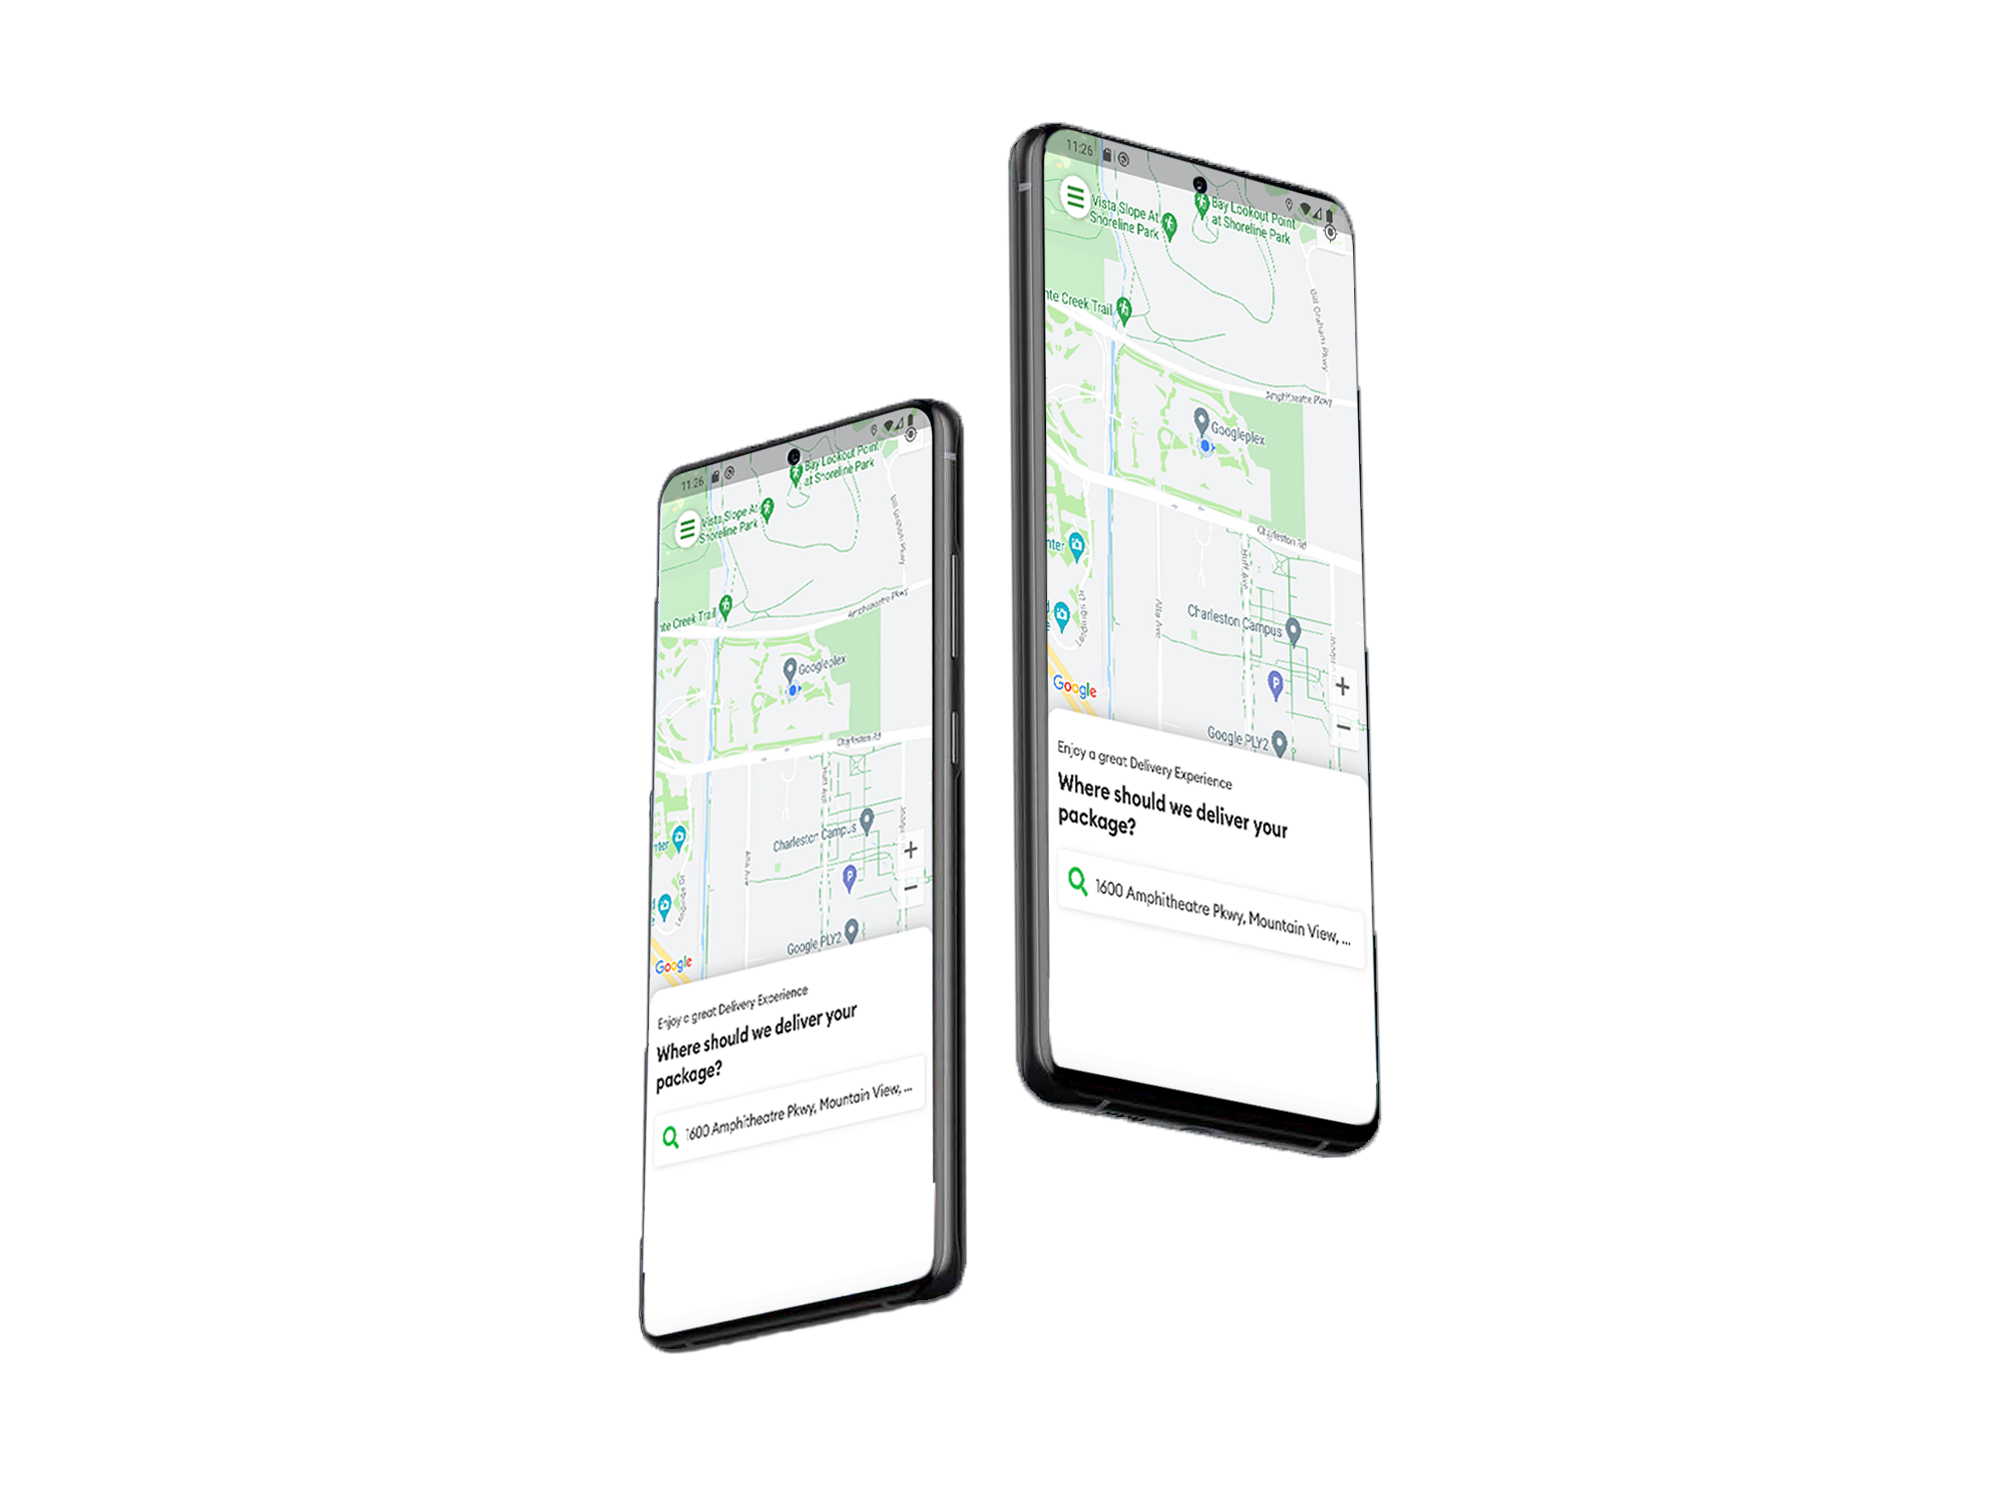 11:26
Bay Lookout Point
at Shoreline Park
Vista Slope At
Shoreline Park
Bill Graham Pkwy
Amphitheatre Pkwy
nte Creek Trail
Googleplex
Charleston Rd
Huff Ave
Charleston Campus
Alta Ave
nter
P
Google PLY2
Google
Enjoy a great Delivery Experience
Where should we deliver your
package?
1600 Amphitheatre Pkwy, Mountain View, ...
11:26
Vista Slope At
Shoreline Park
Bay Lookout Point
at Shoreline Park
nte Creek Trail
Bill Graham Pkwy
Amphitheatre Pkwy
Googleplex
Charleston Rd
nter
Huff Ave
Alta Ave
Charleston Campus
P
Google PLY2
Google
Enjoy a great Delivery Experience
Where should we deliver your
package?
1600 Amphitheatre Pkwy, Mountain View, ...